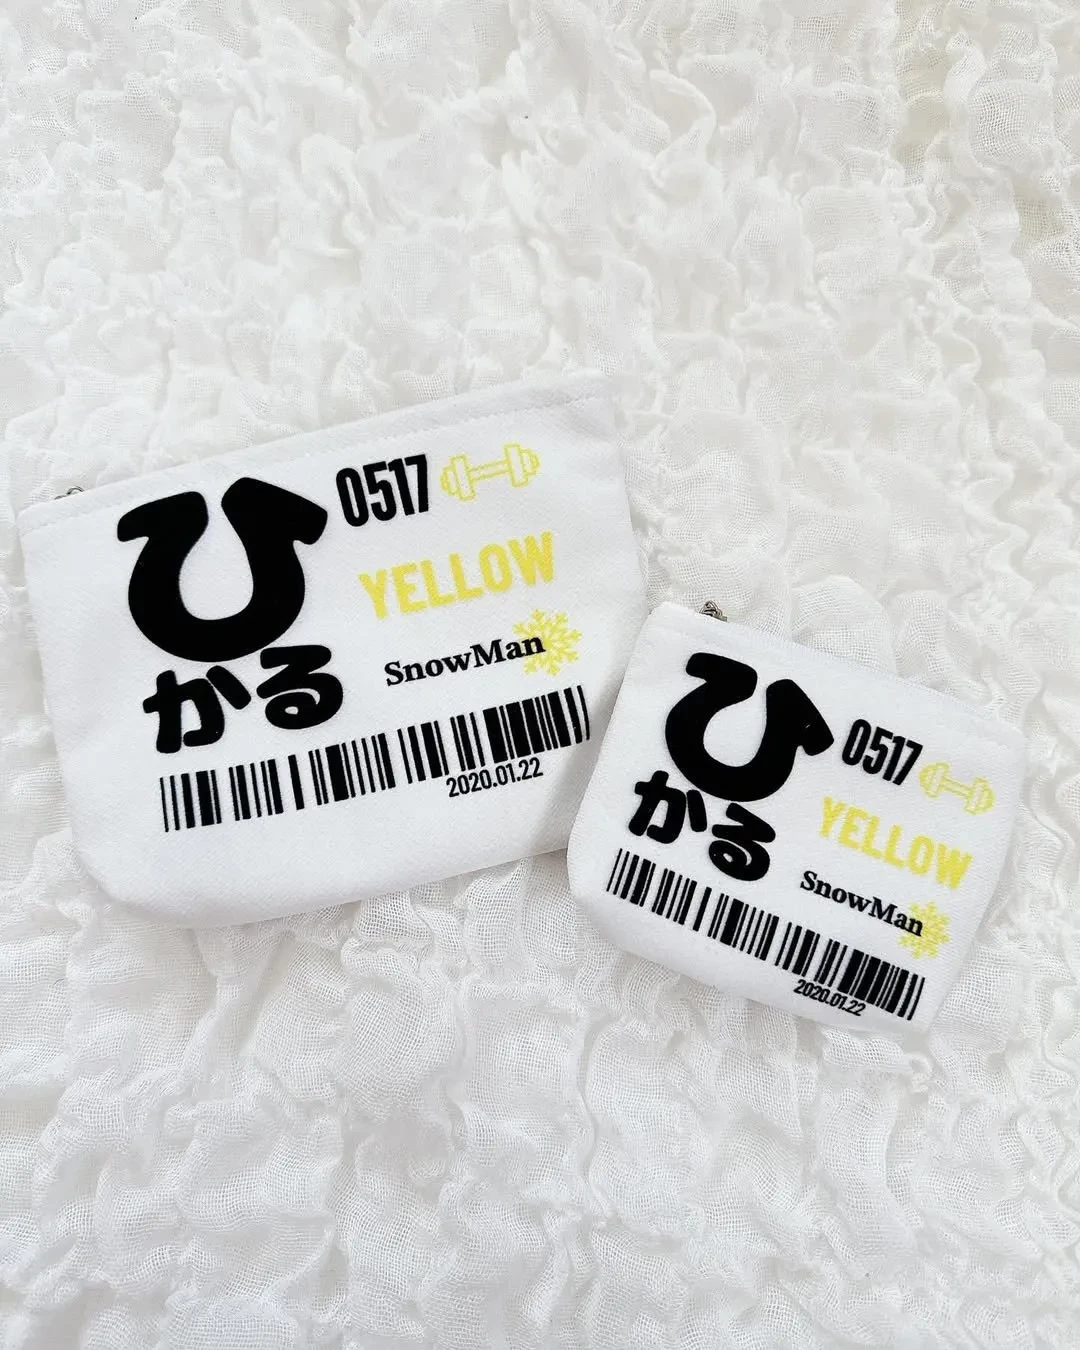 ひ
かる
0517
YELLOW
SnowMan
2020.01.22
ひ
かる
0517
YELLOW
SnowMan
2020.01.22